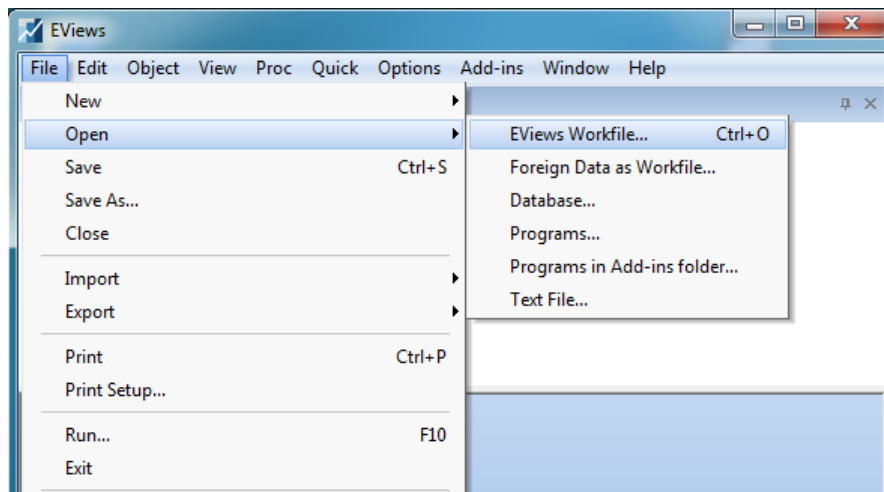 EViews
File Edit Object View Proc Quick Options Add-ins Window Help
New
Open
Save Ctrl+S
Save As...
Close
Import
Export
Print Ctrl+P
Print Setup...
Run... F10
Exit
EViews Workfile... Ctrl+O
Foreign Data as Workfile...
Database...
Programs...
Programs in Add-ins folder...
Text File...